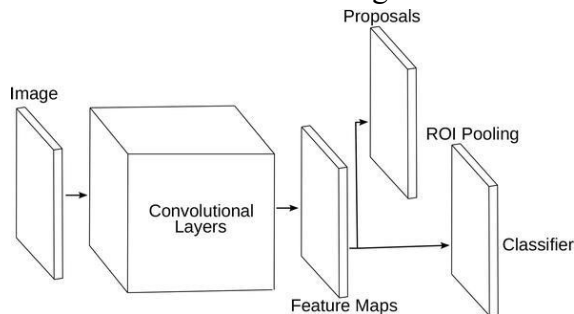 Proposals
Image
ROI Pooling
Convolutional
Layers
Classifier
Feature Maps